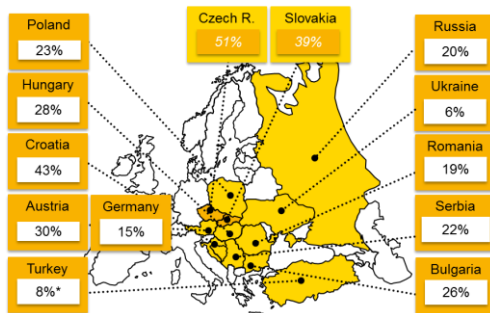 Czech R.
51%
Slovakia
39%
Poland
23%
Hungary
28%
Croatia
43%
Austria
30%
Germany
15%
Turkey
8%*
Russia
20%
Ukraine
6%
Romania
19%
Serbia
22%
Bulgaria
26%